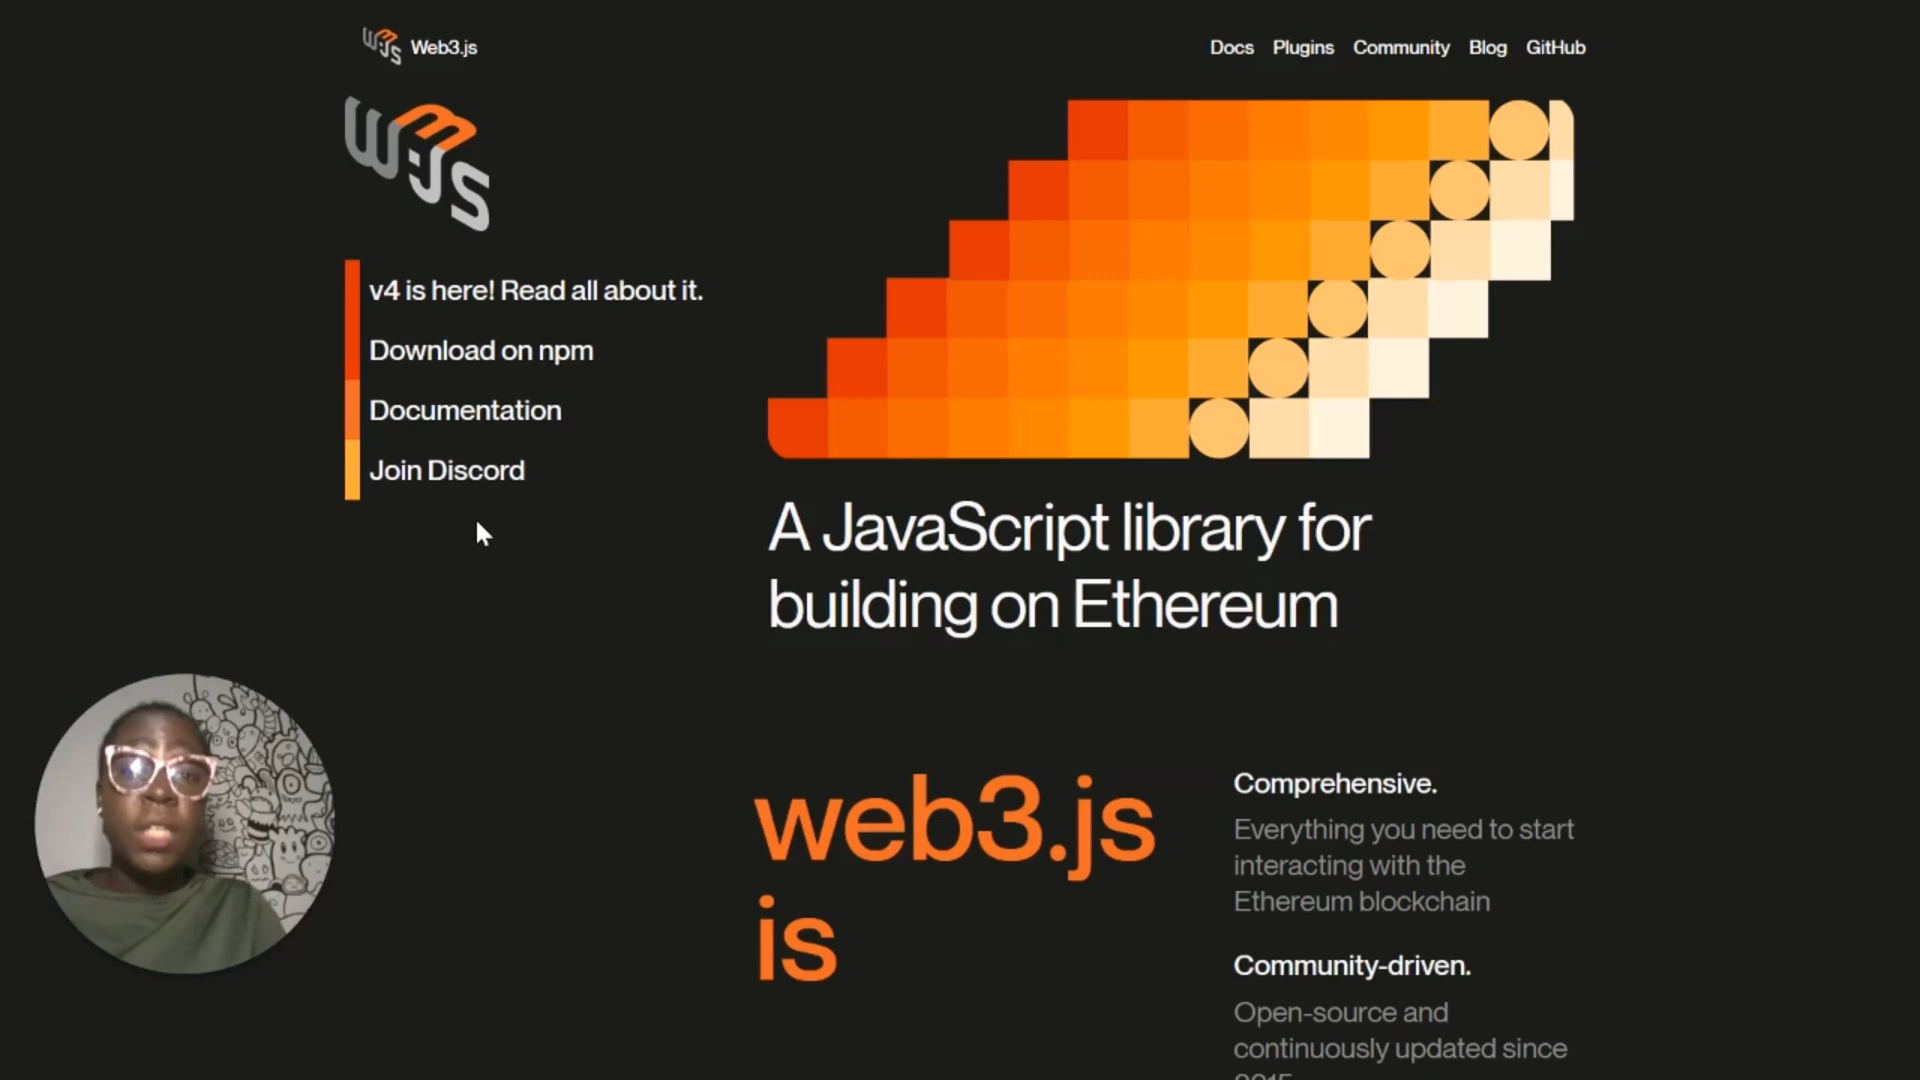 Web3.js
Docs Plugins Community Blog GitHub
W3:JS
v4 is here! Read all about it.
Download on npm
Documentation
Join Discord
A JavaScript library for
building on Ethereum
web3.js
is
Comprehensive.
Everything you need to start
interacting with the
Ethereum blockchain
Community-driven.
Open-source and
continuously updated since